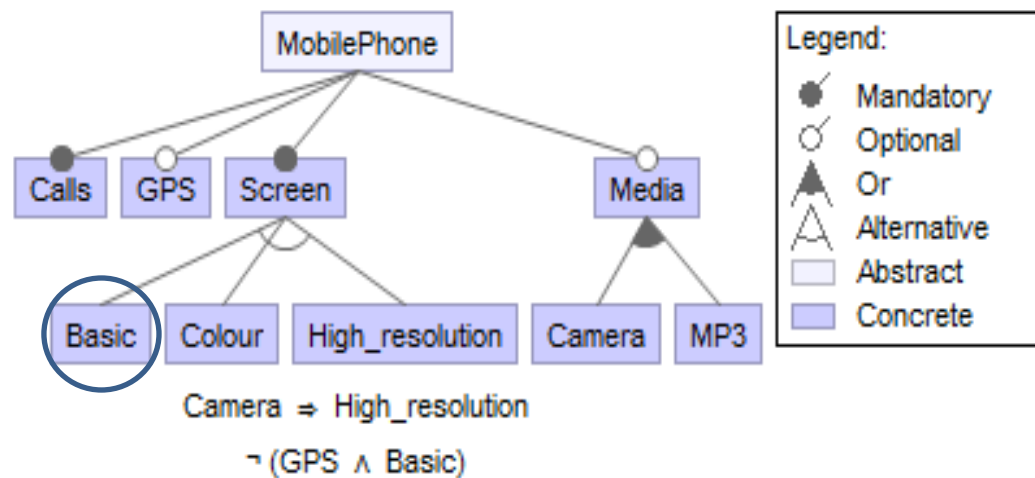 MobilePhone
Legend:
Mandatory
Optional
Or
Alternative
Abstract
Concrete
Calls GPS Screen Media
Basic Colour High_resolution Camera MP3
Camera ⇒ High_resolution
¬ (GPS ∧ Basic)